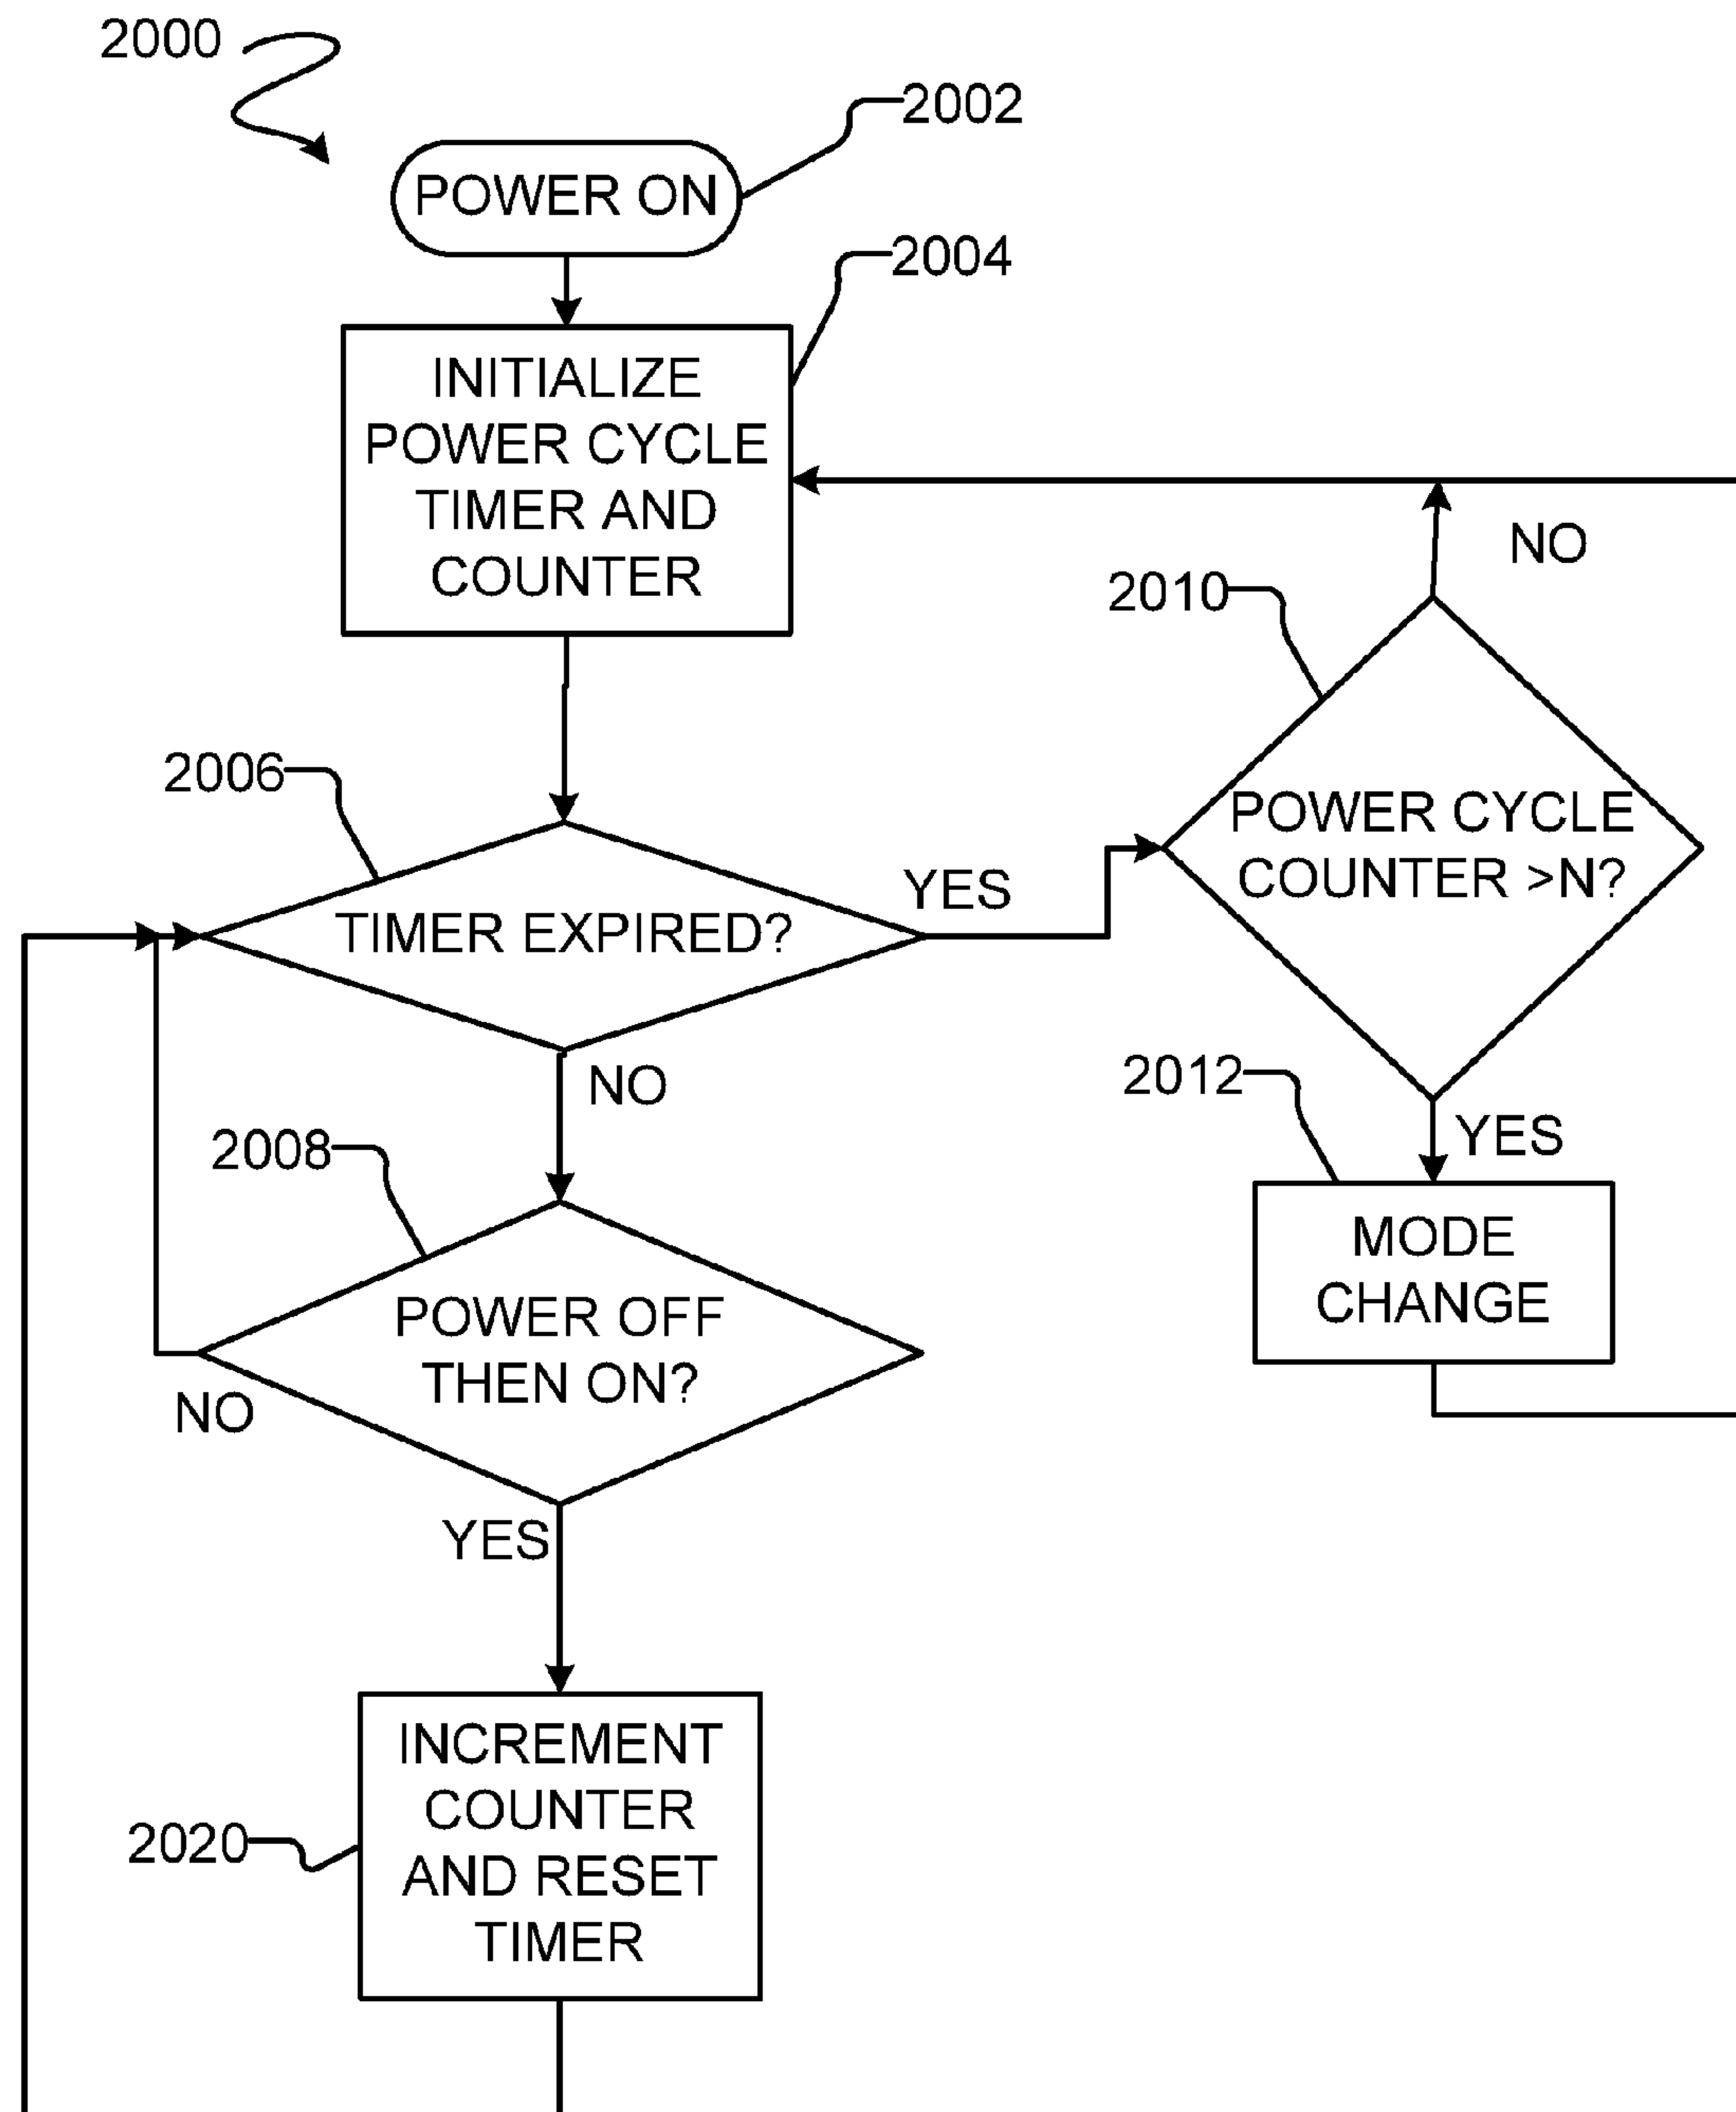 2000
2002
POWER ON
2004
INITIALIZE
POWER CYCLE
TIMER AND
COUNTER
NO
2010
2006
POWER CYCLE
COUNTER >N?
YES
TIMER EXPIRED?
NO
2012
YES
2008
MODE
CHANGE
POWER OFF
THEN ON?
NO
YES
INCREMENT
COUNTER
AND RESET
TIMER
2020